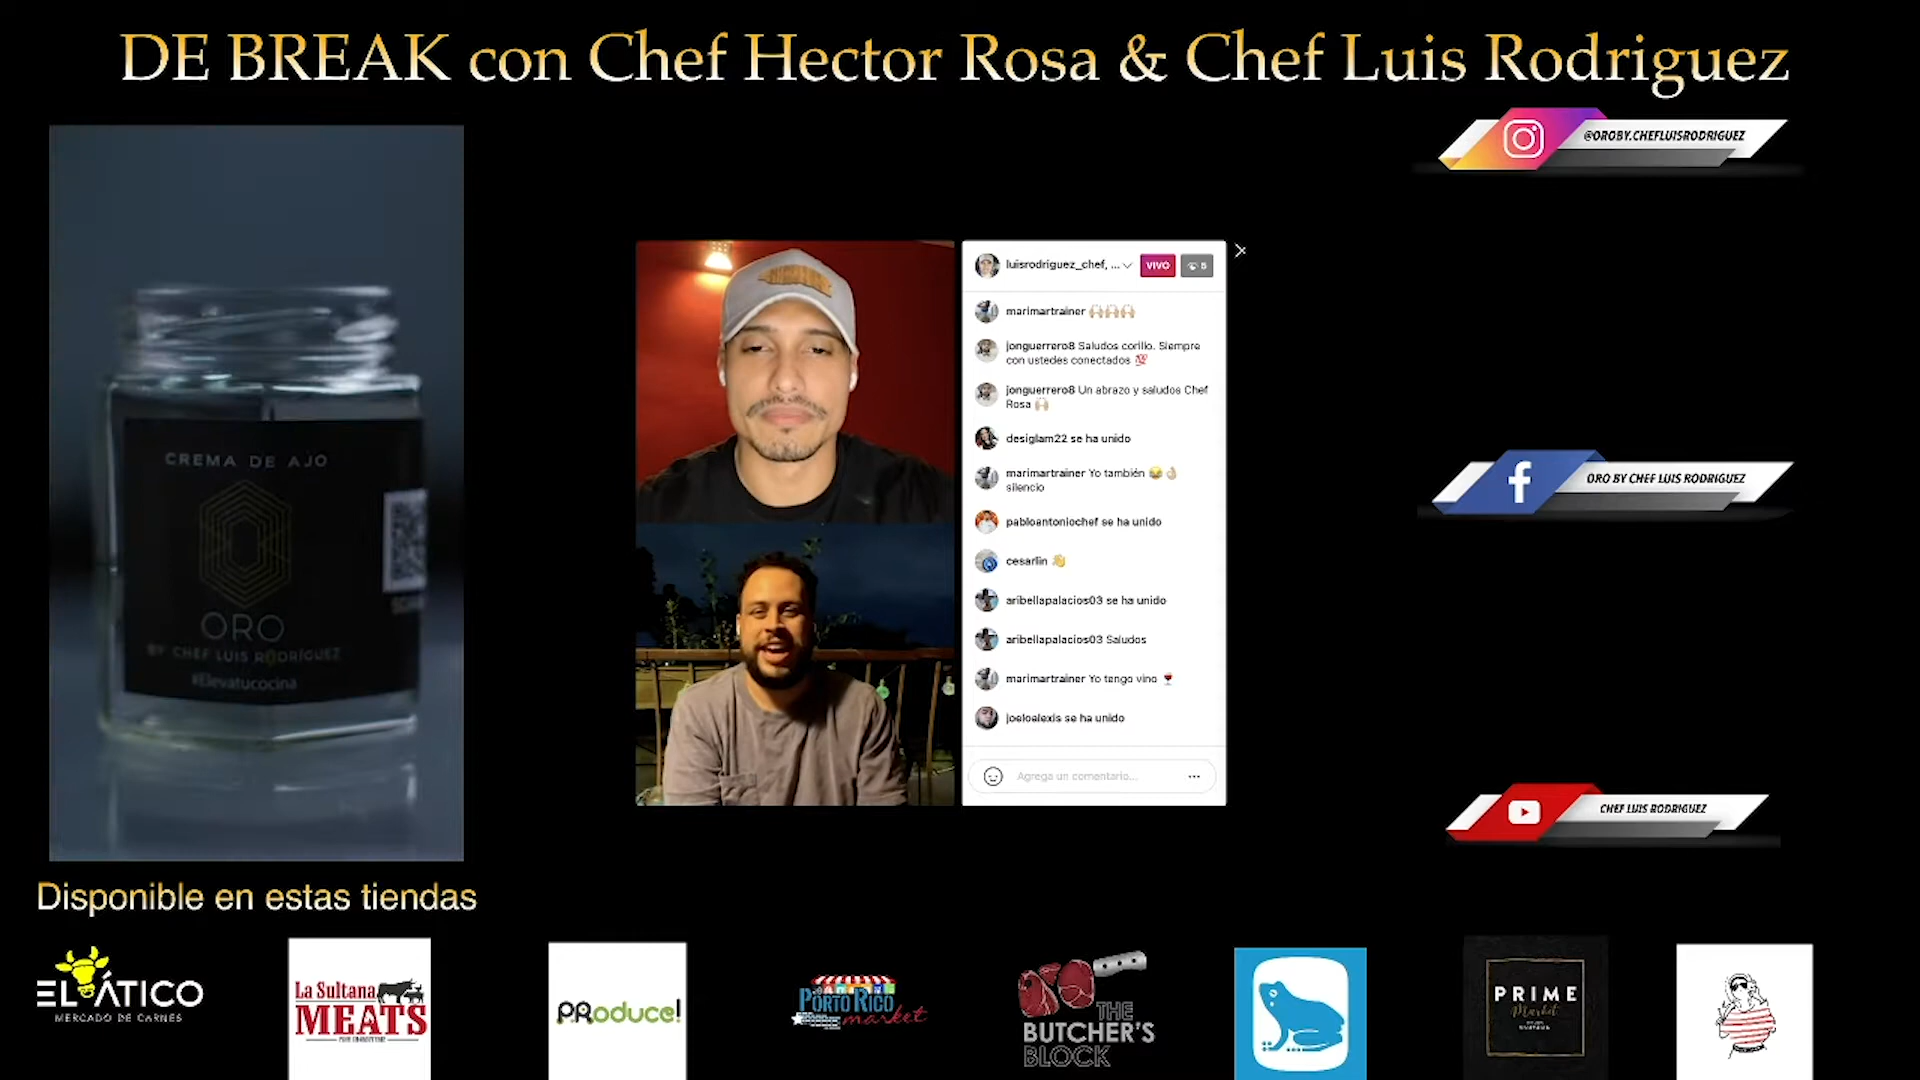 DE BREAK con Chef Hector Rosa & Chef Luis Rodriguez
@OROBY.CHEFLUISRODRIGUEZ
CREMA DE AJO
ORO
BY CHEF LUIS RODRÍGUEZ
#Elevatucocina
luisrodriguez_chef, ...
VIVO
5
marimartrainer 🙌🏼🙌🏼🙌🏼
jonguerrero8 Saludos corillo. Siempre
con ustedes conectados 💯
jonguerrero8 Un abrazo y saludos Chef
Rosa 🙌🏼
desiglam22 se ha unido
marimartrainer Yo también 😂👌🏼
silencio
pabloantoniochef se ha unido
cesarlin 👏
aribellapalacios03 se ha unido
aribellapalacios03 Saludos
marimartrainer Yo tengo vino 🍷
joeloalexis se ha unido
Agrega un comentario...
ORO BY CHEF LUIS RODRIGUEZ
CHEF LUIS RODRIGUEZ
Disponible en estas tiendas
EL ÁTICO
MERCADO DE CARNES
La Sultana
MEATS
PRoduce!
PORTO RICO
market
THE
BUTCHER'S
BLOCK
PRIME
Market